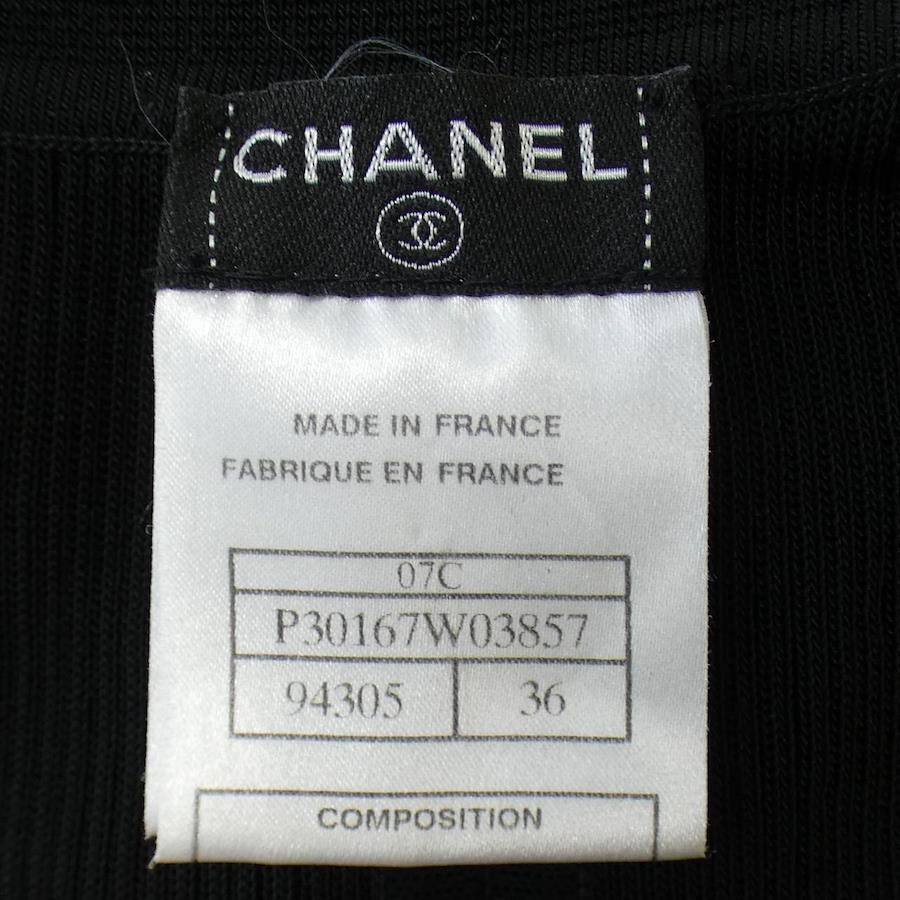 CHANEL
MADE IN FRANCE
FABRIQUE EN FRANCE
07C
P30167W03857
94305 36
COMPOSITION